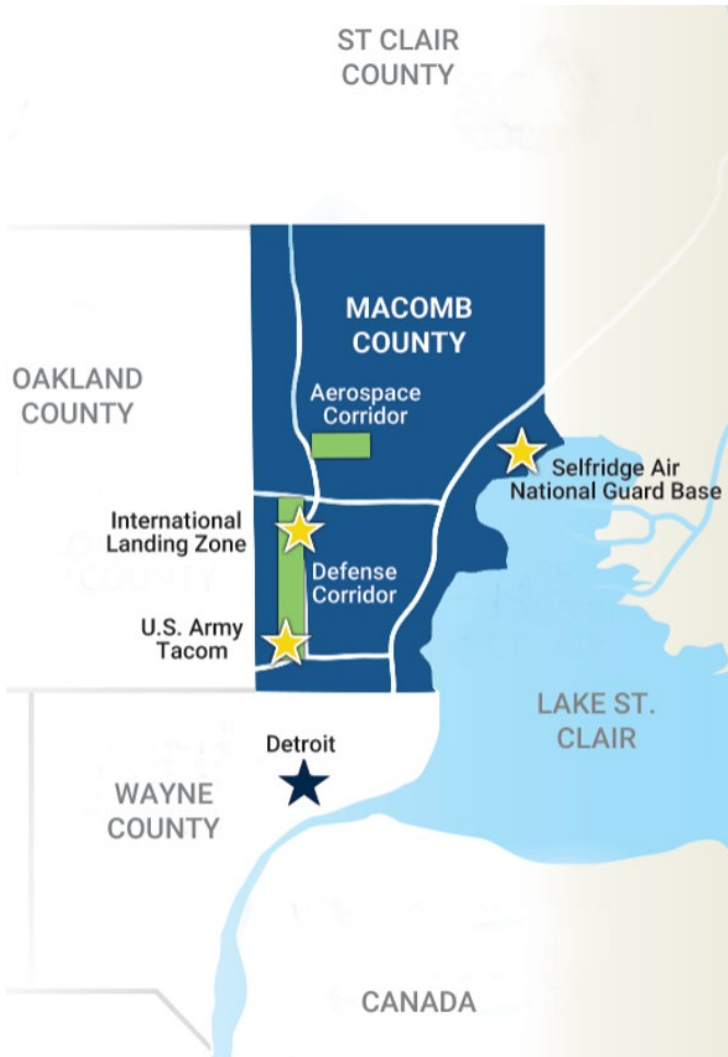 ST CLAIR
COUNTY
MACOMB
COUNTY
OAKLAND
COUNTY
Aerospace
Corridor
Selfridge Air
National Guard Base
International
Landing Zone
Defense
Corridor
U.S. Army
Tacom
LAKE ST.
CLAIR
Detroit
WAYNE
COUNTY
CANADA